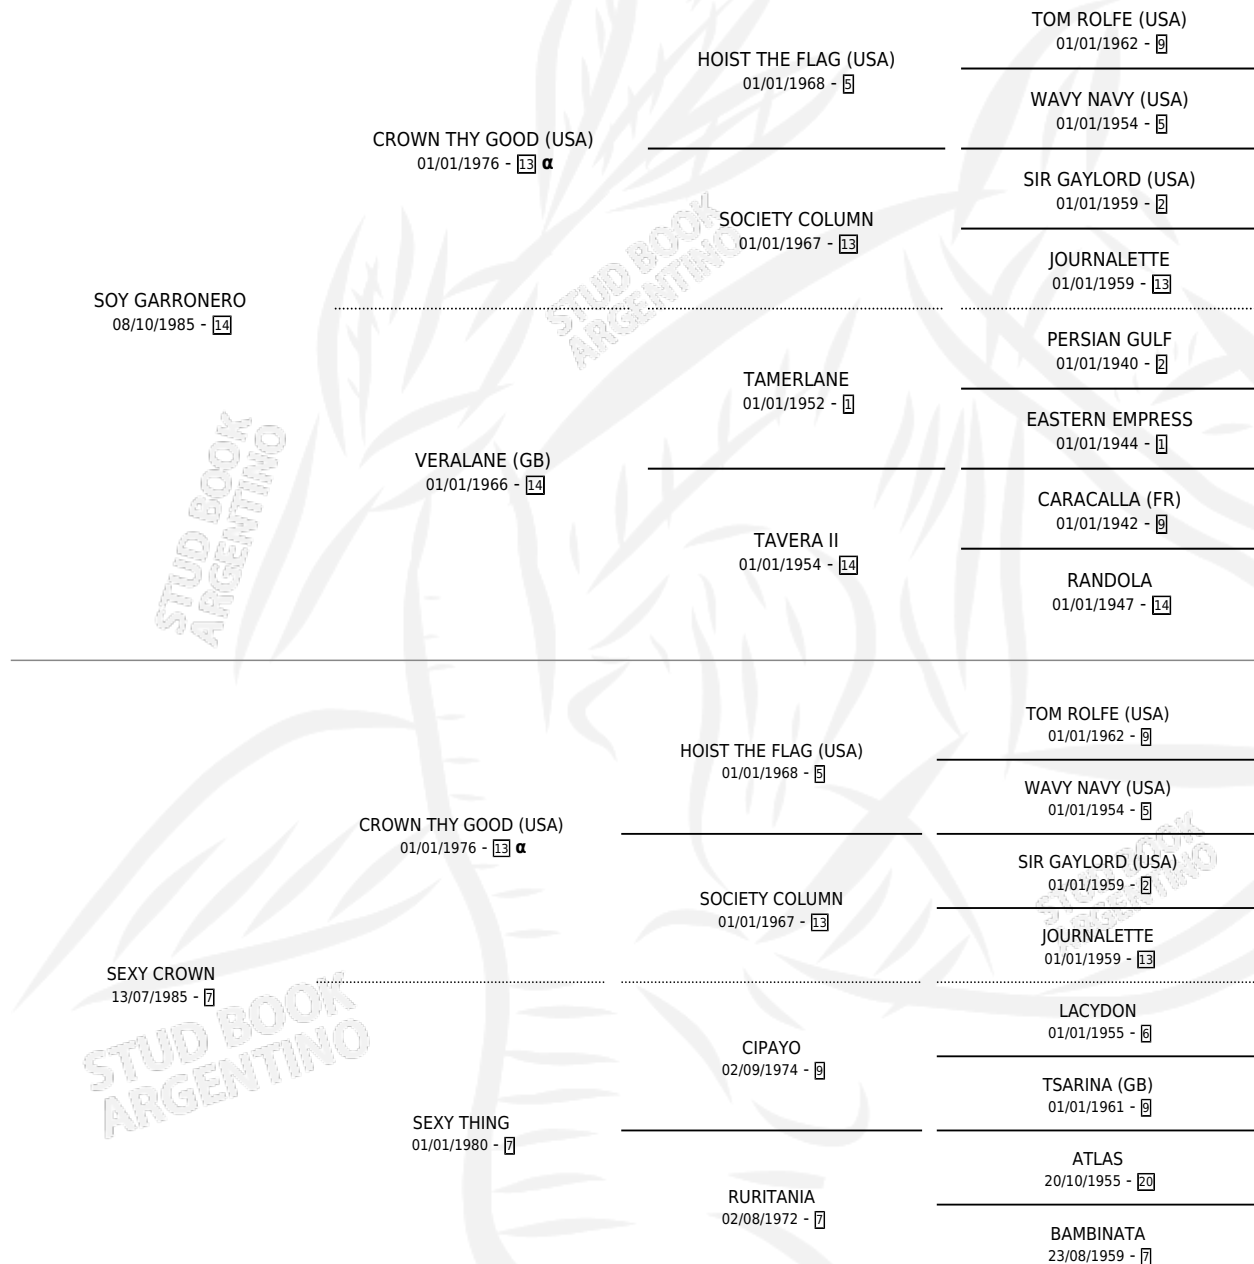 TOM ROLFE (USA)
01/01/1962 - 9
HOIST THE FLAG (USA)
01/01/1968 - 5
WAVY NAVY (USA)
01/01/1954 - 5
CROWN THY GOOD (USA)
01/01/1976 - 13 α
SIR GAYLORD (USA)
01/01/1959 - 2
SOCIETY COLUMN
01/01/1967 - 13
JOURNALETTE
01/01/1959 - 13
SOY GARRONERO
08/10/1985 - 14
PERSIAN GULF
01/01/1940 - 2
TAMERLANE
01/01/1952 - 1
EASTERN EMPRESS
01/01/1944 - 1
VERALANE (GB)
01/01/1966 - 14
CARACALLA (FR)
01/01/1942 - 9
TAVERA II
01/01/1954 - 14
RANDOLA
01/01/1947 - 14
TOM ROLFE (USA)
01/01/1962 - 9
HOIST THE FLAG (USA)
01/01/1968 - 5
WAVY NAVY (USA)
01/01/1954 - 5
CROWN THY GOOD (USA)
01/01/1976 - 13 α
SIR GAYLORD (USA)
01/01/1959 - 2
SOCIETY COLUMN
01/01/1967 - 13
JOURNALETTE
01/01/1959 - 13
SEXY CROWN
13/07/1985 - 7
LACYDON
01/01/1955 - 6
CIPAYO
02/09/1974 - 9
TSARINA (GB)
01/01/1961 - 9
SEXY THING
01/01/1980 - 7
ATLAS
20/10/1955 - 20
RURITANIA
02/08/1972 - 7
BAMBINATA
23/08/1959 - 7
STUD BOOK
ARGENTINO
STUD BOOK
ARGENTINO
STUD BOOK
ARGENTINO
STUD BOOK
ARGENTINO